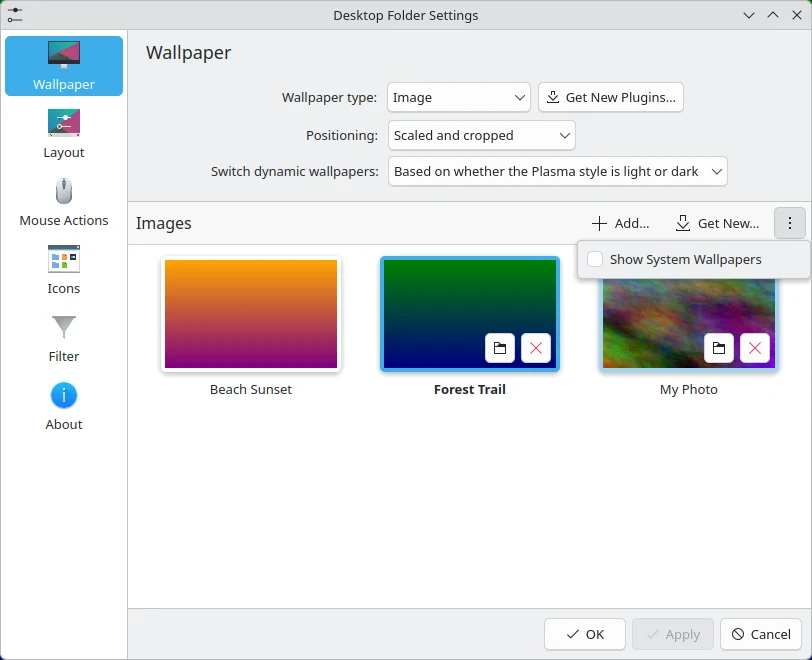 Desktop Folder Settings
Wallpaper
Layout
Mouse Actions
Icons
Filter
About
Wallpaper
Wallpaper type: Image Get New Plugins...
Positioning: Scaled and cropped
Switch dynamic wallpapers: Based on whether the Plasma style is light or dark
Images Add... Get New...
Show System Wallpapers
Beach Sunset Forest Trail My Photo
OK Apply Cancel